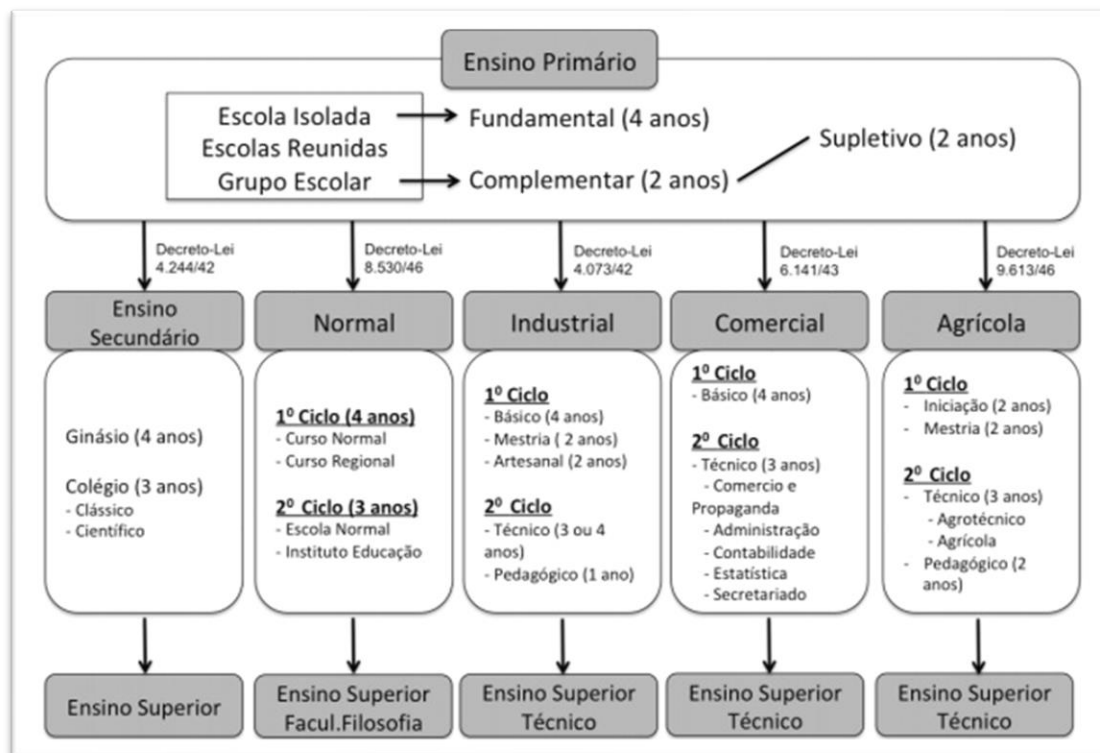 Ensino Primário
Escola Isolada
Escolas Reunidas
Grupo Escolar
Fundamental (4 anos)
Complementar (2 anos)
Supletivo (2 anos)
Decreto-Lei
4.244/42
Decreto-Lei
8.530/46
Decreto-Lei
4.073/42
Decreto-Lei
6.141/43
Decreto-Lei
9.613/46
Ensino
Secundário
Ginásio (4 anos)
Colégio (3 anos)
- Clássico
- Científico
Ensino Superior
Normal
1º Ciclo (4 anos)
- Curso Normal
- Curso Regional
2º Ciclo (3 anos)
- Escola Normal
- Instituto Educação
Ensino Superior
Facul.Filosofia
Industrial
1º Ciclo
- Básico (4 anos)
- Mestria ( 2 anos)
- Artesanal (2 anos)
2º Ciclo
- Técnico (3 ou 4
anos)
- Pedagógico (1 ano)
Ensino Superior
Técnico
Comercial
1º Ciclo
- Básico (4 anos)
2º Ciclo
- Técnico (3 anos)
- Comercio e
Propaganda
- Administração
- Contabilidade
- Estatística
- Secretariado
Ensino Superior
Técnico
Agrícola
1º Ciclo
- Iniciação (2 anos)
- Mestria (2 anos)
2º Ciclo
- Técnico (3 anos)
- Agrotécnico
- Agrícola
- Pedagógico (2
anos)
Ensino Superior
Técnico